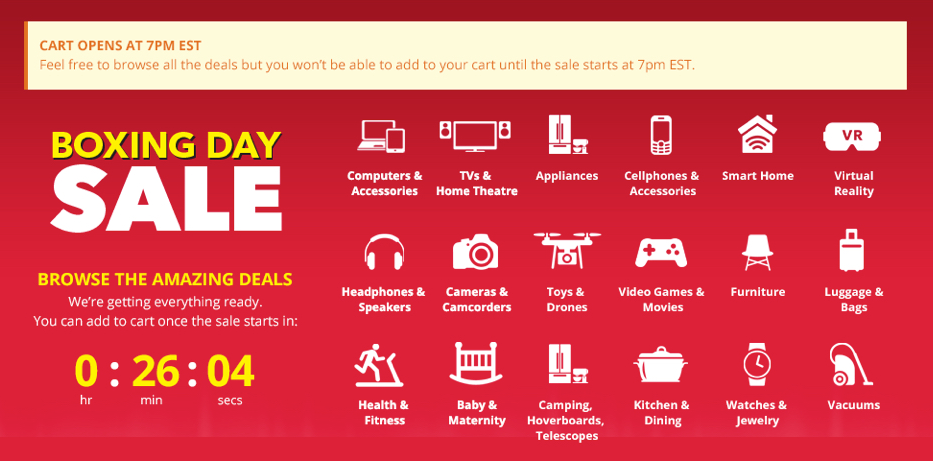 CART OPENS AT 7PM EST
Feel free to browse all the deals but you won't be able to add to your cart until the sale starts at 7pm EST.
BOXING DAY
SALE
BROWSE THE AMAZING DEALS
We're getting everything ready.
You can add to cart once the sale starts in:
0 : 26 : 04
hr min secs
Computers &
Accessories
TVs &
Home Theatre
Appliances
Cellphones &
Accessories
Smart Home
VR
Virtual
Reality
Headphones &
Speakers
Cameras &
Camcorders
Toys &
Drones
Video Games &
Movies
Furniture
Luggage &
Bags
Health &
Fitness
Baby &
Maternity
Camping,
Hoverboards,
Telescopes
Kitchen &
Dining
Watches &
Jewelry
Vacuums